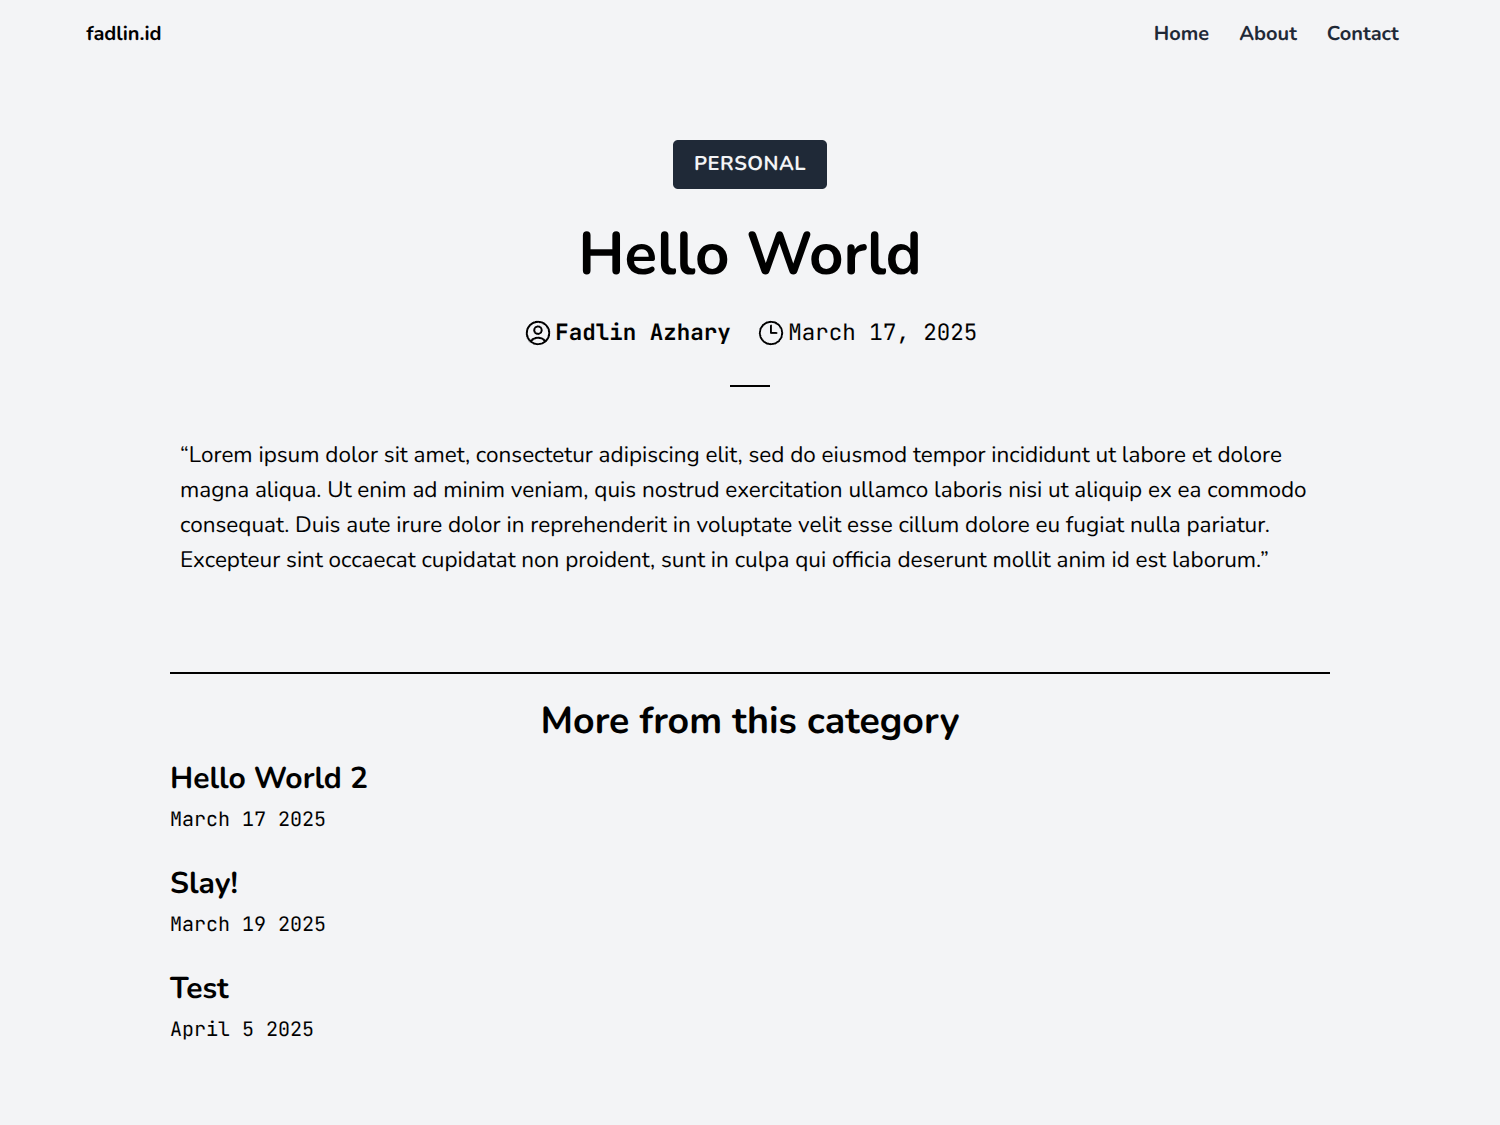 fadlin.id
Home About Contact
PERSONAL
Hello World
Fadlin Azhary March 17, 2025
“Lorem ipsum dolor sit amet, consectetur adipiscing elit, sed do eiusmod tempor incididunt ut labore et dolore
magna aliqua. Ut enim ad minim veniam, quis nostrud exercitation ullamco laboris nisi ut aliquip ex ea commodo
consequat. Duis aute irure dolor in reprehenderit in voluptate velit esse cillum dolore eu fugiat nulla pariatur.
Excepteur sint occaecat cupidatat non proident, sunt in culpa qui officia deserunt mollit anim id est laborum.”
More from this category
Hello World 2
March 17 2025
Slay!
March 19 2025
Test
April 5 2025